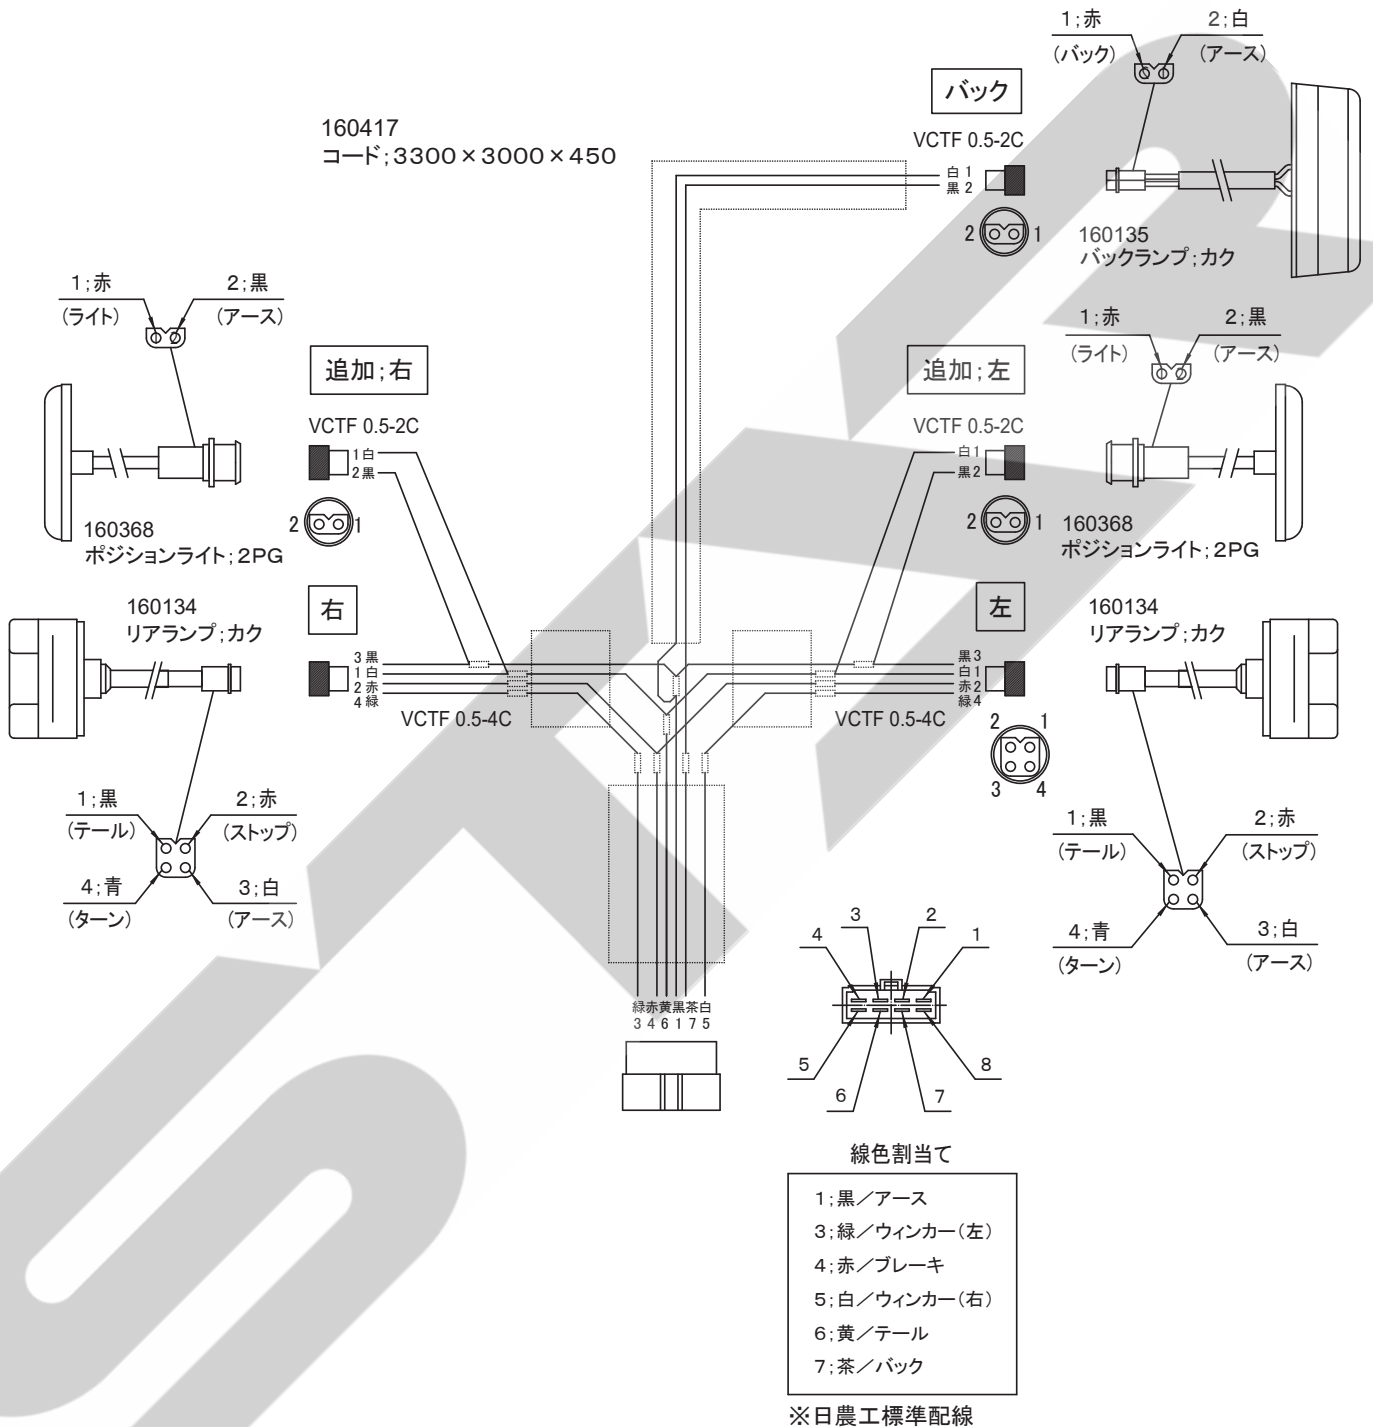 1;赤 2;白
(バック) (アース)
バック
160417
コード;3300×3000×450
VCTF 0.5-2C
白 1
黒 2
2 1
160135
バックランプ;カク
1;赤 2;黒
(ライト) (アース)
追加;右
VCTF 0.5-2C
1 白
2 黒
2 1
160368
ポジションライト;2PG
1;赤 2;黒
(ライト) (アース)
追加;左
VCTF 0.5-2C
白 1
黒 2
2 1
160368
ポジションライト;2PG
160134
リアランプ;カク
右
3 黒
1 白
2 赤
4 緑
VCTF 0.5-4C
左
黒 3
白 1
赤 2
緑 4
VCTF 0.5-4C
2 1
3 4
160134
リアランプ;カク
1;黒 2;赤
(テール) (ストップ)
4;青 3;白
(ターン) (アース)
1;黒 2;赤
(テール) (ストップ)
4;青 3;白
(ターン) (アース)
緑赤黄黒茶白
3 4 6 1 7 5
4 3 2 1
5 6 7 8
線色割当て
1;黒/アース
3;緑/ウィンカー(左)
4;赤/ブレーキ
5;白/ウィンカー(右)
6;黄/テール
7;茶/バック
※日農工標準配線